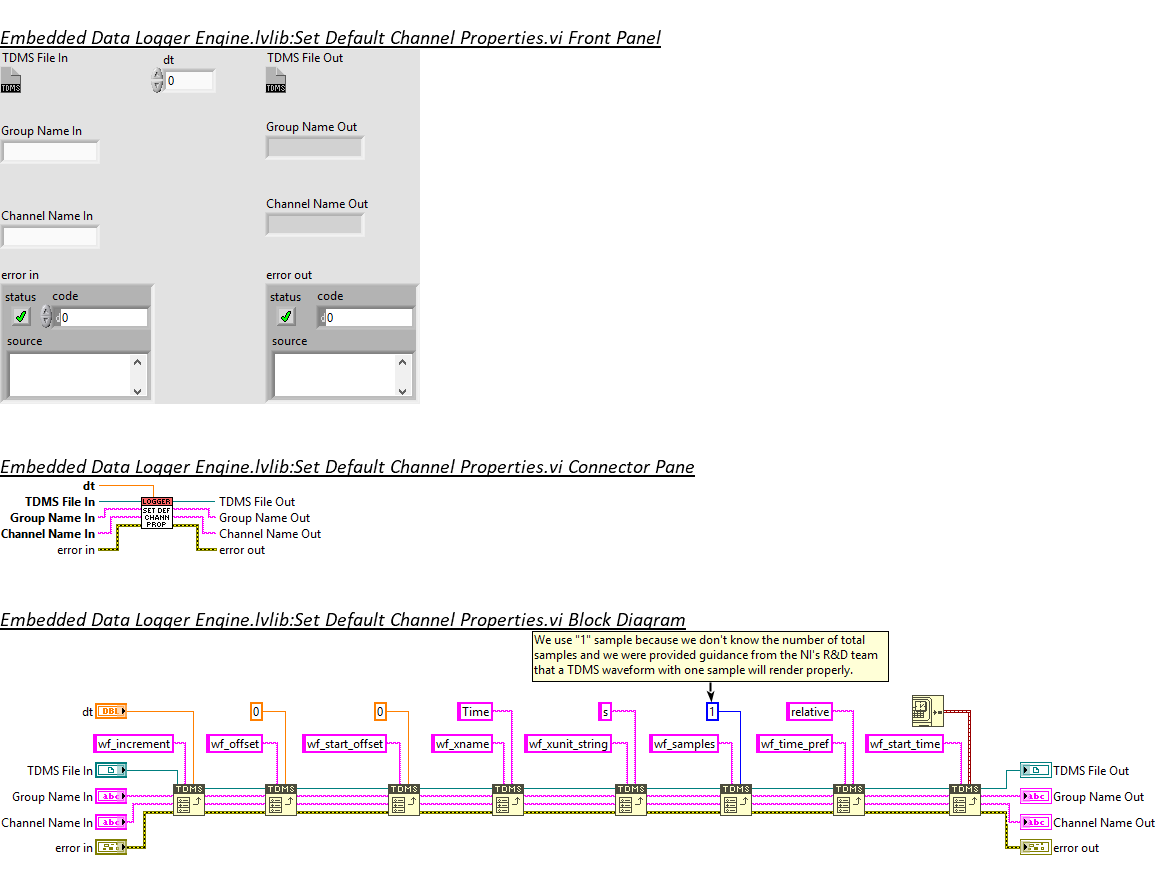 Embedded Data Logger Engine.lvlib:Set Default Channel Properties.vi Front Panel
TDMS File In
dt
TDMS File Out
TDMS
0
TDMS
Group Name In
Group Name Out
Channel Name In
Channel Name Out
error in
error out
status
code
status
code
d
0
d
0
source
source
Embedded Data Logger Engine.lvlib:Set Default Channel Properties.vi Connector Pane
dt
TDMS File In
LOGGER
TDMS File Out
Group Name In
SET DEF
CHANN
PROP
Group Name Out
Channel Name In
Channel Name Out
error in
error out
Embedded Data Logger Engine.lvlib:Set Default Channel Properties.vi Block Diagram
We use "1" sample because we don't know the number of total
samples and we were provided guidance from the NI's R&D team
that a TDMS waveform with one sample will render properly.
dt
DBL
0
0
Time
s
1
relative
wf_increment
wf_offset
wf_start_offset
wf_xname
wf_xunit_string
wf_samples
wf_time_pref
wf_start_time
TDMS File In
TDMS File Out
TDMS
TDMS
TDMS
TDMS
TDMS
TDMS
TDMS
TDMS
Group Name In
abc
abc
Group Name Out
Channel Name In
abc
abc
Channel Name Out
error in
error out